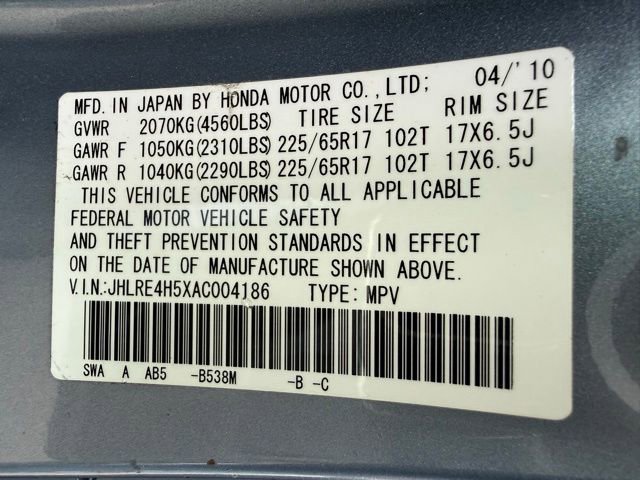 MFD. IN JAPAN BY HONDA MOTOR CO.,LTD; 04/'10
GVWR 2070KG(4560LBS) TIRE SIZE RIM SIZE
GAWR F 1050KG(2310LBS) 225/65R17 102T 17X6.5J
GAWR R 1040KG(2290LBS) 225/65R17 102T 17X6.5J
THIS VEHICLE CONFORMS TO ALL APPLICABLE
FEDERAL MOTOR VEHICLE SAFETY
AND THEFT PREVENTION STANDARDS IN EFFECT
ON THE DATE OF MANUFACTURE SHOWN ABOVE.
V.I.N.:JHLRE4H5XAC004186 TYPE: MPV
SWA A AB5 -B538M -B -C